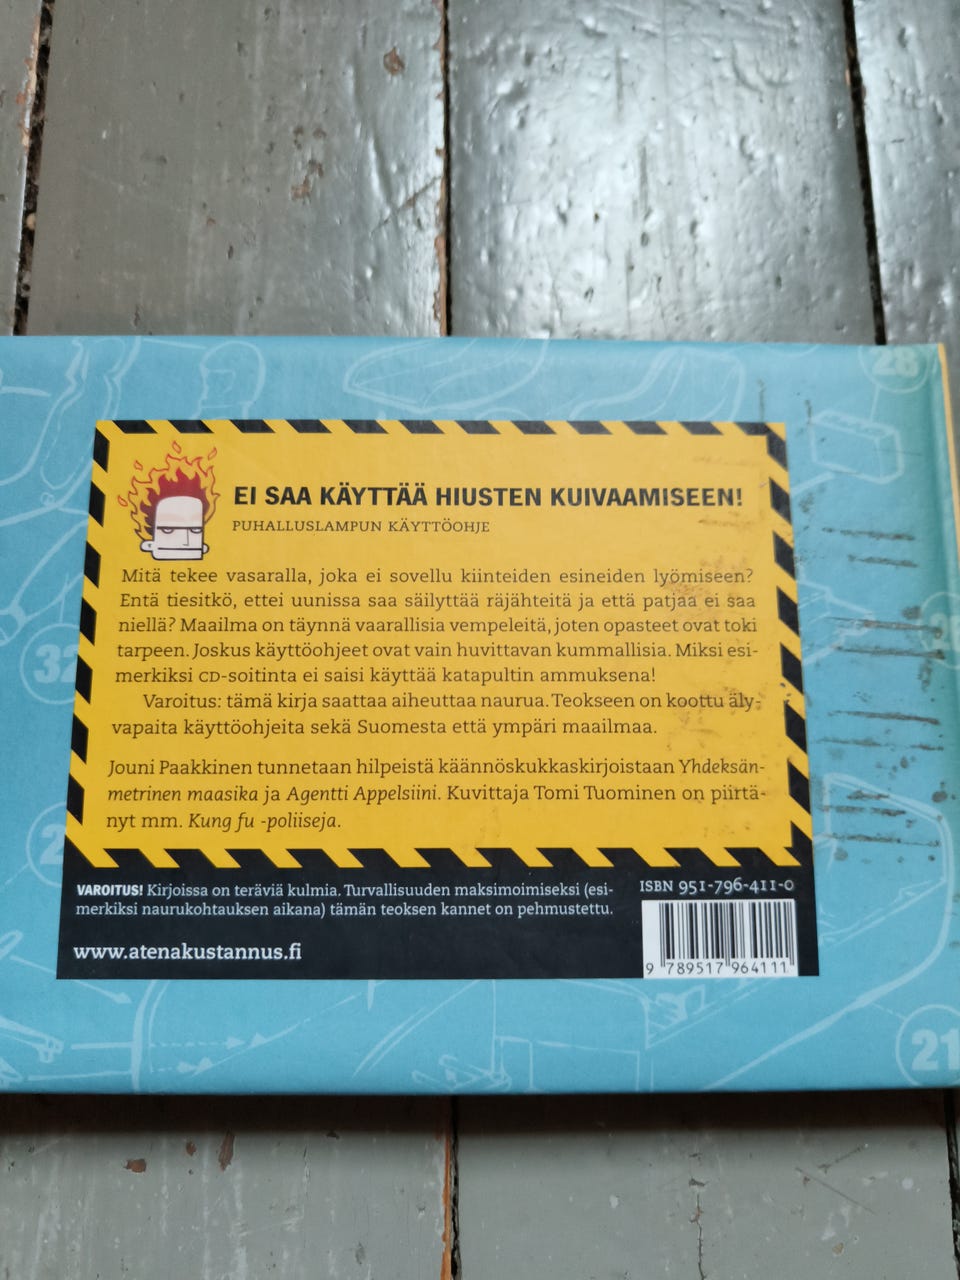 28
EI SAA KÄYTTÄÄ HIUSTEN KUIVAAMISEEN!
PUHALLUSLAMPUN KÄYTTÖOHJE
Mitä tekee vasaralla, joka ei sovellu kiinteiden esineiden lyömiseen?
Entä tiesitkö, ettei uunissa saa säilyttää räjähteitä ja että patjaa ei saa
niellä? Maailma on täynnä vaarallisia vempeleitä, joten opasteet ovat toki
tarpeen. Joskus käyttöohjeet ovat vain huvittavan kummallisia. Miksi esi-
merkiksi CD-soitinta ei saisi käyttää katapultin ammuksena!
Varoitus: tämä kirja saattaa aiheuttaa naurua. Teokseen on koottu äly-
vapaita käyttöohjeita sekä Suomesta että ympäri maailmaa.
Jouni Paakkinen tunnetaan hilpeistä käännöskukkaskirjoistaan Yhdeksän-
metrinen maasika ja Agentti Appelsiini. Kuvittaja Tomi Tuominen on piirtä-
nyt mm. Kung fu -poliiseja.
VAROITUS! Kirjoissa on teräviä kulmia. Turvallisuuden maksimoimiseksi (esi-
merkiksi naurukohtauksen aikana) tämän teoksen kannet on pehmustettu.
www.atenakustannus.fi
ISBN 951-796-411-0
9 789517 964111
32
21